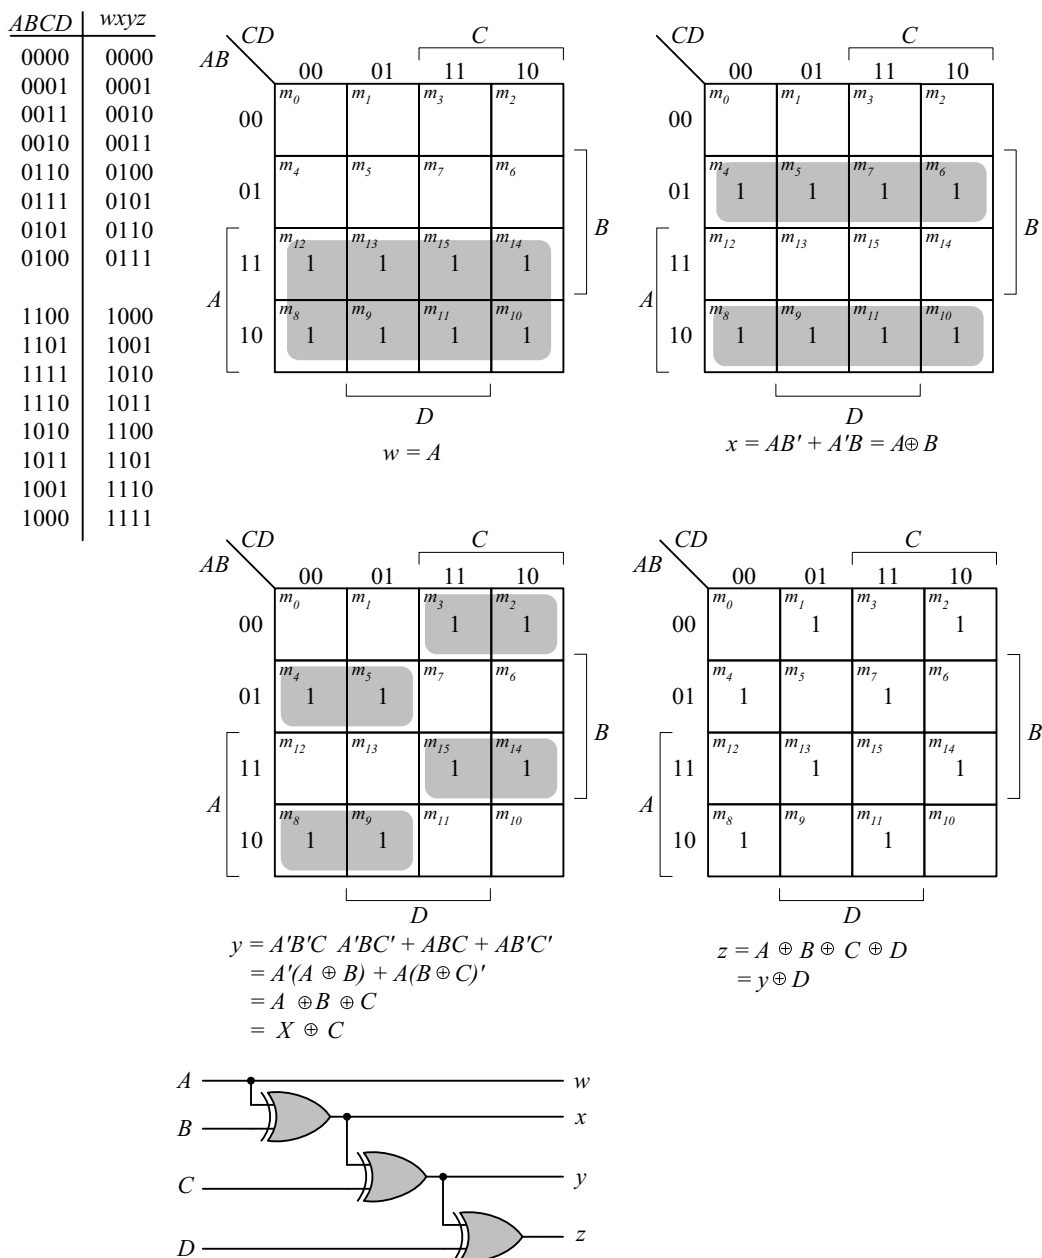 ABCD wxyz
0000 0000
0001 0001
0011 0010
0010 0011
0110 0100
0111 0101
0101 0110
0100 0111
1100 1000
1101 1001
1111 1010
1110 1011
1010 1100
1011 1101
1001 1110
1000 1111
CD C
AB
00 01 11 10
m0 m1 m3 m2
00
m4 m5 m7 m6
01
B
m12 m13 m15 m14
11 1 1 1 1
A
m8 m9 m11 m10
10 1 1 1 1
D
w = A
CD C
AB
00 01 11 10
m0 m1 m3 m2
00
m4 m5 m7 m6
01 1 1 1 1
B
m12 m13 m15 m14
11
A
m8 m9 m11 m10
10 1 1 1 1
D
x = AB' + A'B = A⊕ B
CD C
AB
00 01 11 10
m0 m1 m3 m2
00 1 1
m4 m5 m7 m6
01 1 1
B
m12 m13 m15 m14
11 1 1
A
m8 m9 m11 m10
10 1 1
D
y = A'B'C A'BC' + ABC + AB'C'
= A'(A ⊕ B) + A(B ⊕ C)'
= A ⊕ B ⊕ C
= X ⊕ C
CD C
AB
00 01 11 10
m0 m1 m3 m2
00 1 1
m4 m5 m7 m6
01 1 1
B
m12 m13 m15 m14
11 1 1
A
m8 m9 m11 m10
10 1 1
D
z = A ⊕ B ⊕ C ⊕ D
= y ⊕ D
A w
B x
C y
D z